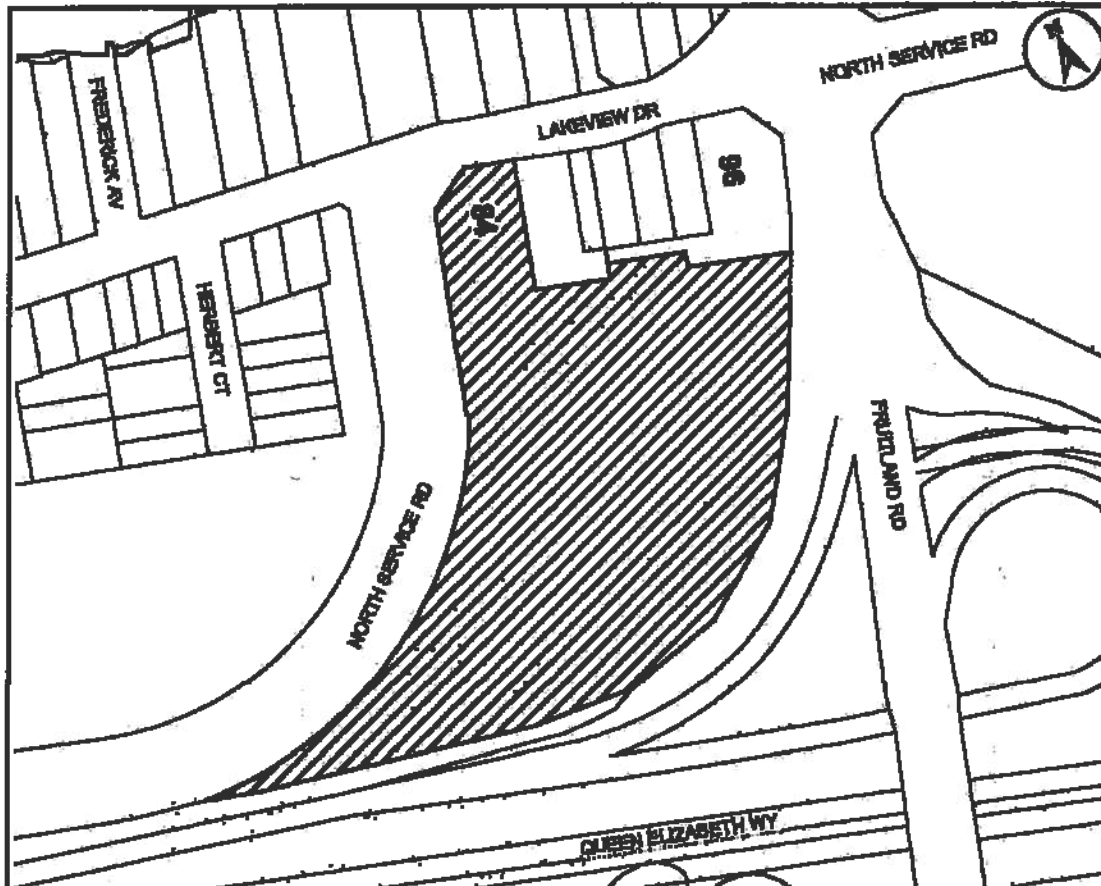 NORTH SERVICE RD
N
LAKEVIEW DR
FREDERICK AV
96
84
HERBERT CT
FRUITLAND RD
NORTH SERVICE RD
QUEEN ELIZABETH WY